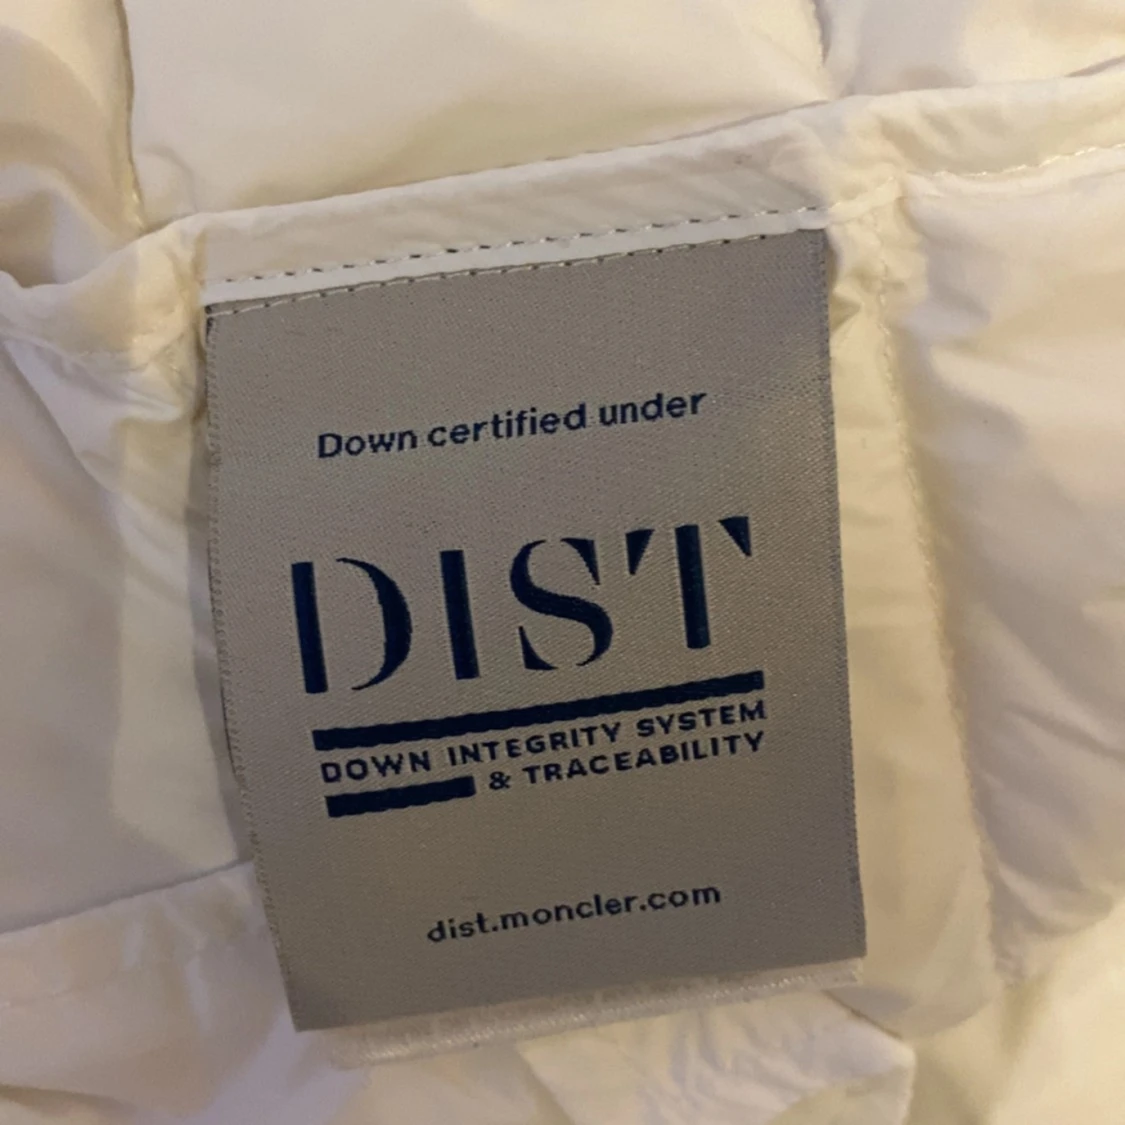 Down certified under
DIST
DOWN INTEGRITY SYSTEM
& TRACEABILITY
dist.moncler.com